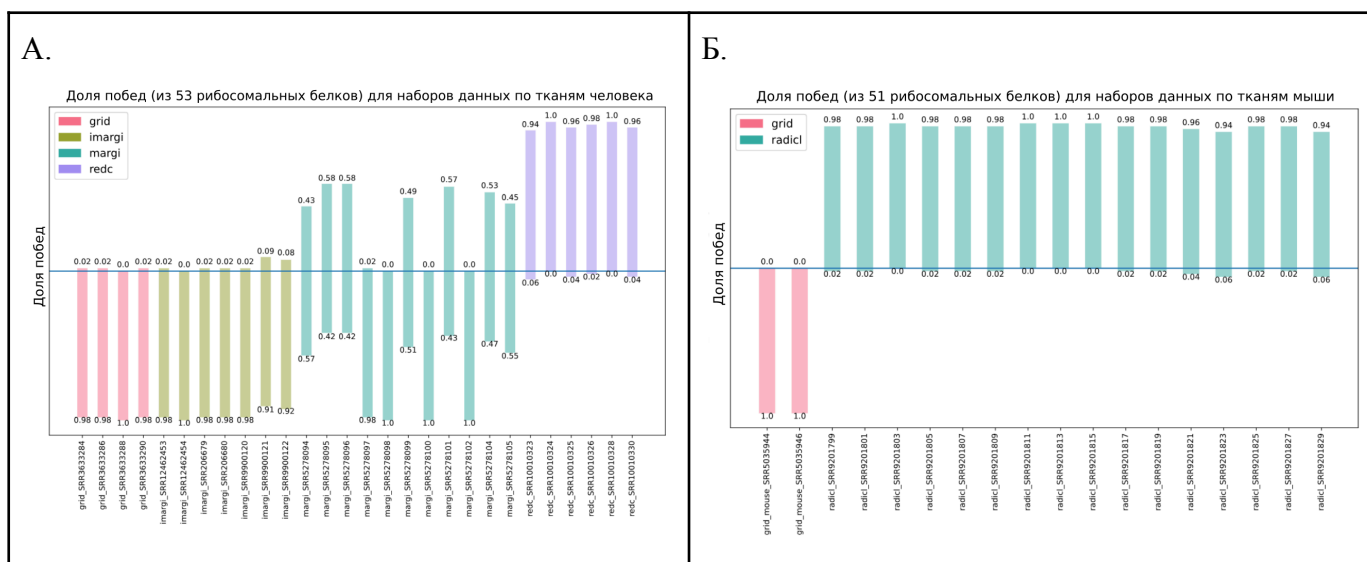 А.
Доля побед (из 53 рибосомальных белков) для наборов данных по тканям человека
grid
imargi
margi
redc
Доля побед
0.02 0.02 0.0 0.02 0.02 0.0 0.02 0.02 0.02 0.09 0.08 0.43 0.58 0.58 0.02 0.0 0.49 0.0 0.57 0.0 0.53 0.45 0.94 1.0 0.96 0.98 1.0 0.96
0.98 0.98 1.0 0.98 0.98 1.0 0.98 0.98 0.98 0.91 0.92 0.57 0.42 0.42 0.98 1.0 0.51 1.0 0.43 1.0 0.47 0.55 0.06 0.0 0.04 0.02 0.0 0.04
grid_SRR3633284
grid_SRR3633286
grid_SRR3633288
grid_SRR3633290
imargi_SRR12462453
imargi_SRR12462454
imargi_SRR206679
imargi_SRR206680
imargi_SRR9900120
imargi_SRR9900121
imargi_SRR9900122
margi_SRR5278094
margi_SRR5278095
margi_SRR5278096
margi_SRR5278097
margi_SRR5278098
margi_SRR5278099
margi_SRR5278100
margi_SRR5278101
margi_SRR5278102
margi_SRR5278104
margi_SRR5278105
redc_SRR10010323
redc_SRR10010324
redc_SRR10010325
redc_SRR10010326
redc_SRR10010328
redc_SRR10010330
Б.
Доля побед (из 51 рибосомальных белков) для наборов данных по тканям мыши
grid
radicl
Доля побед
0.0 0.0 0.98 0.98 1.0 0.98 0.98 0.98 1.0 1.0 1.0 0.98 0.98 0.96 0.94 0.98 0.98 0.94
1.0 1.0 0.02 0.02 0.0 0.02 0.02 0.02 0.0 0.0 0.0 0.02 0.02 0.04 0.06 0.02 0.02 0.06
grid_mouse_SRR5035944
grid_mouse_SRR5035946
radicl_SRR9201799
radicl_SRR9201801
radicl_SRR9201803
radicl_SRR9201805
radicl_SRR9201807
radicl_SRR9201809
radicl_SRR9201811
radicl_SRR9201813
radicl_SRR9201815
radicl_SRR9201817
radicl_SRR9201819
radicl_SRR9201821
radicl_SRR9201823
radicl_SRR9201825
radicl_SRR9201827
radicl_SRR9201829